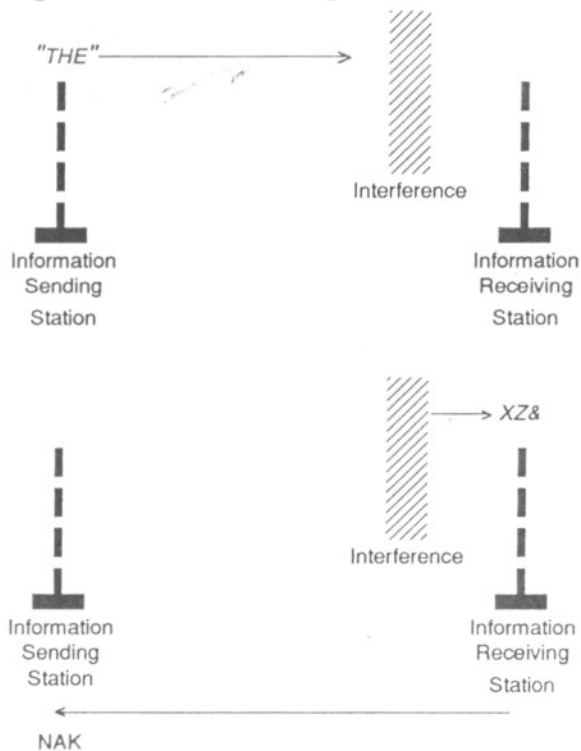 "THE"
Interference
Information
Sending
Station
Information
Receiving
Station
XZ&
Interference
Information
Sending
Station
Information
Receiving
Station
NAK